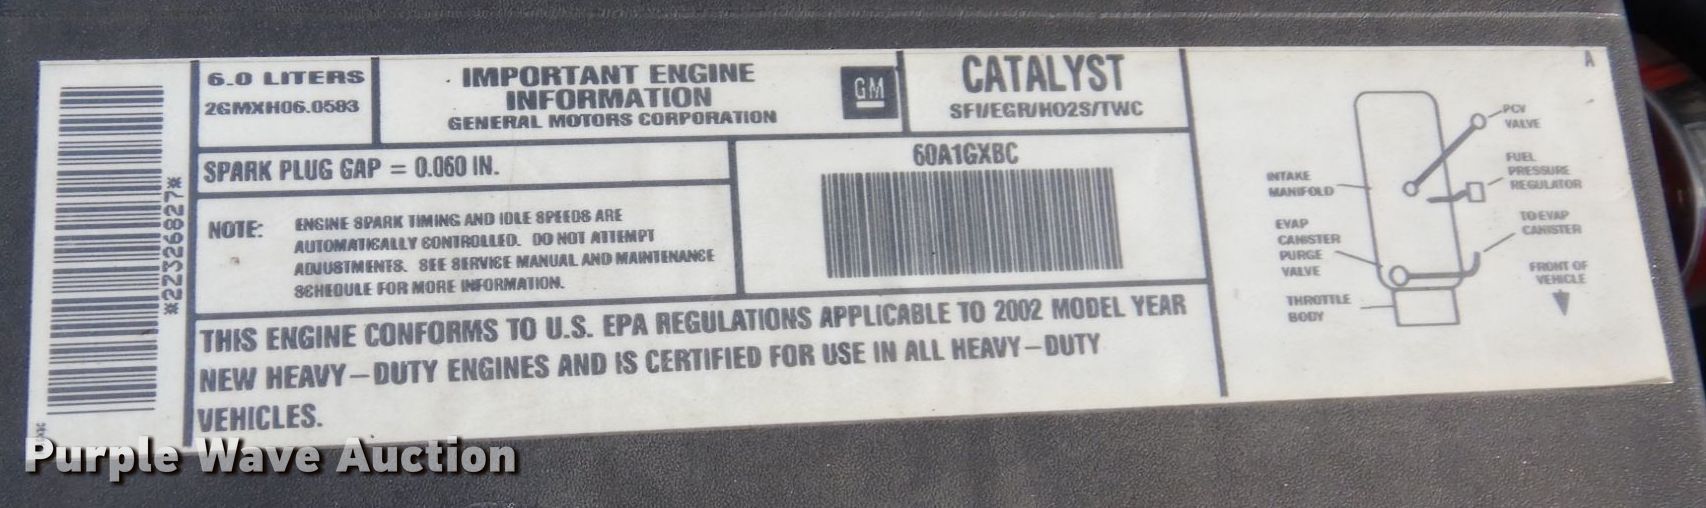 6.0 LITERS
2GMXH06.0583
IMPORTANT ENGINE
INFORMATION
GENERAL MOTORS CORPORATION
GM
CATALYST
SFI/EGR/HO2S/TWC
A
*22326827*
SPARK PLUG GAP = 0.060 IN.
60A1GXBC
NOTE: ENGINE SPARK TIMING AND IDLE SPEEDS ARE
AUTOMATICALLY CONTROLLED. DO NOT ATTEMPT
ADJUSTMENTS. SEE SERVICE MANUAL AND MAINTENANCE
SCHEDULE FOR MORE INFORMATION.
THIS ENGINE CONFORMS TO U.S. EPA REGULATIONS APPLICABLE TO 2002 MODEL YEAR
NEW HEAVY-DUTY ENGINES AND IS CERTIFIED FOR USE IN ALL HEAVY-DUTY
VEHICLES.
PCV
VALVE
FUEL
PRESSURE
REGULATOR
INTAKE
MANIFOLD
TO EVAP
CANISTER
EVAP
CANISTER
PURGE
VALVE
FRONT OF
VEHICLE
THROTTLE
BODY
Purple Wave Auction